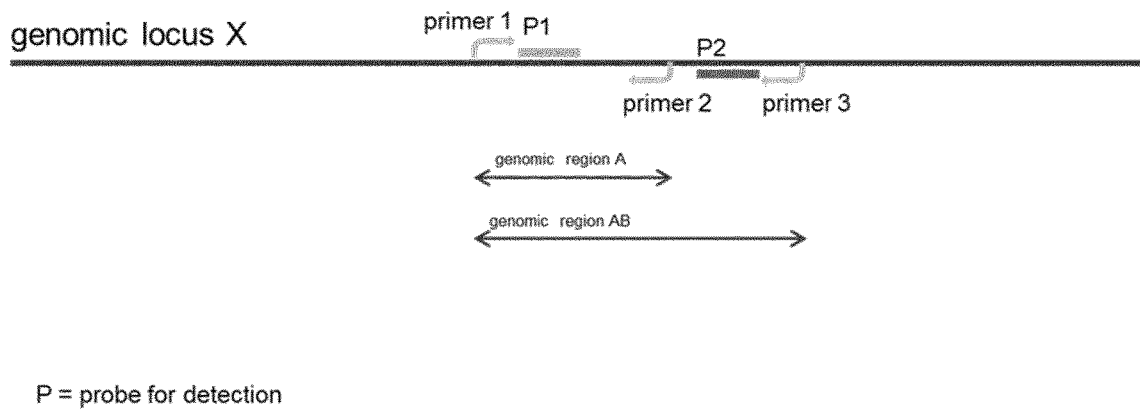 primer 1
P1
genomic locus X
P2
primer 2
primer 3
genomic region A
genomic region AB
P = probe for detection